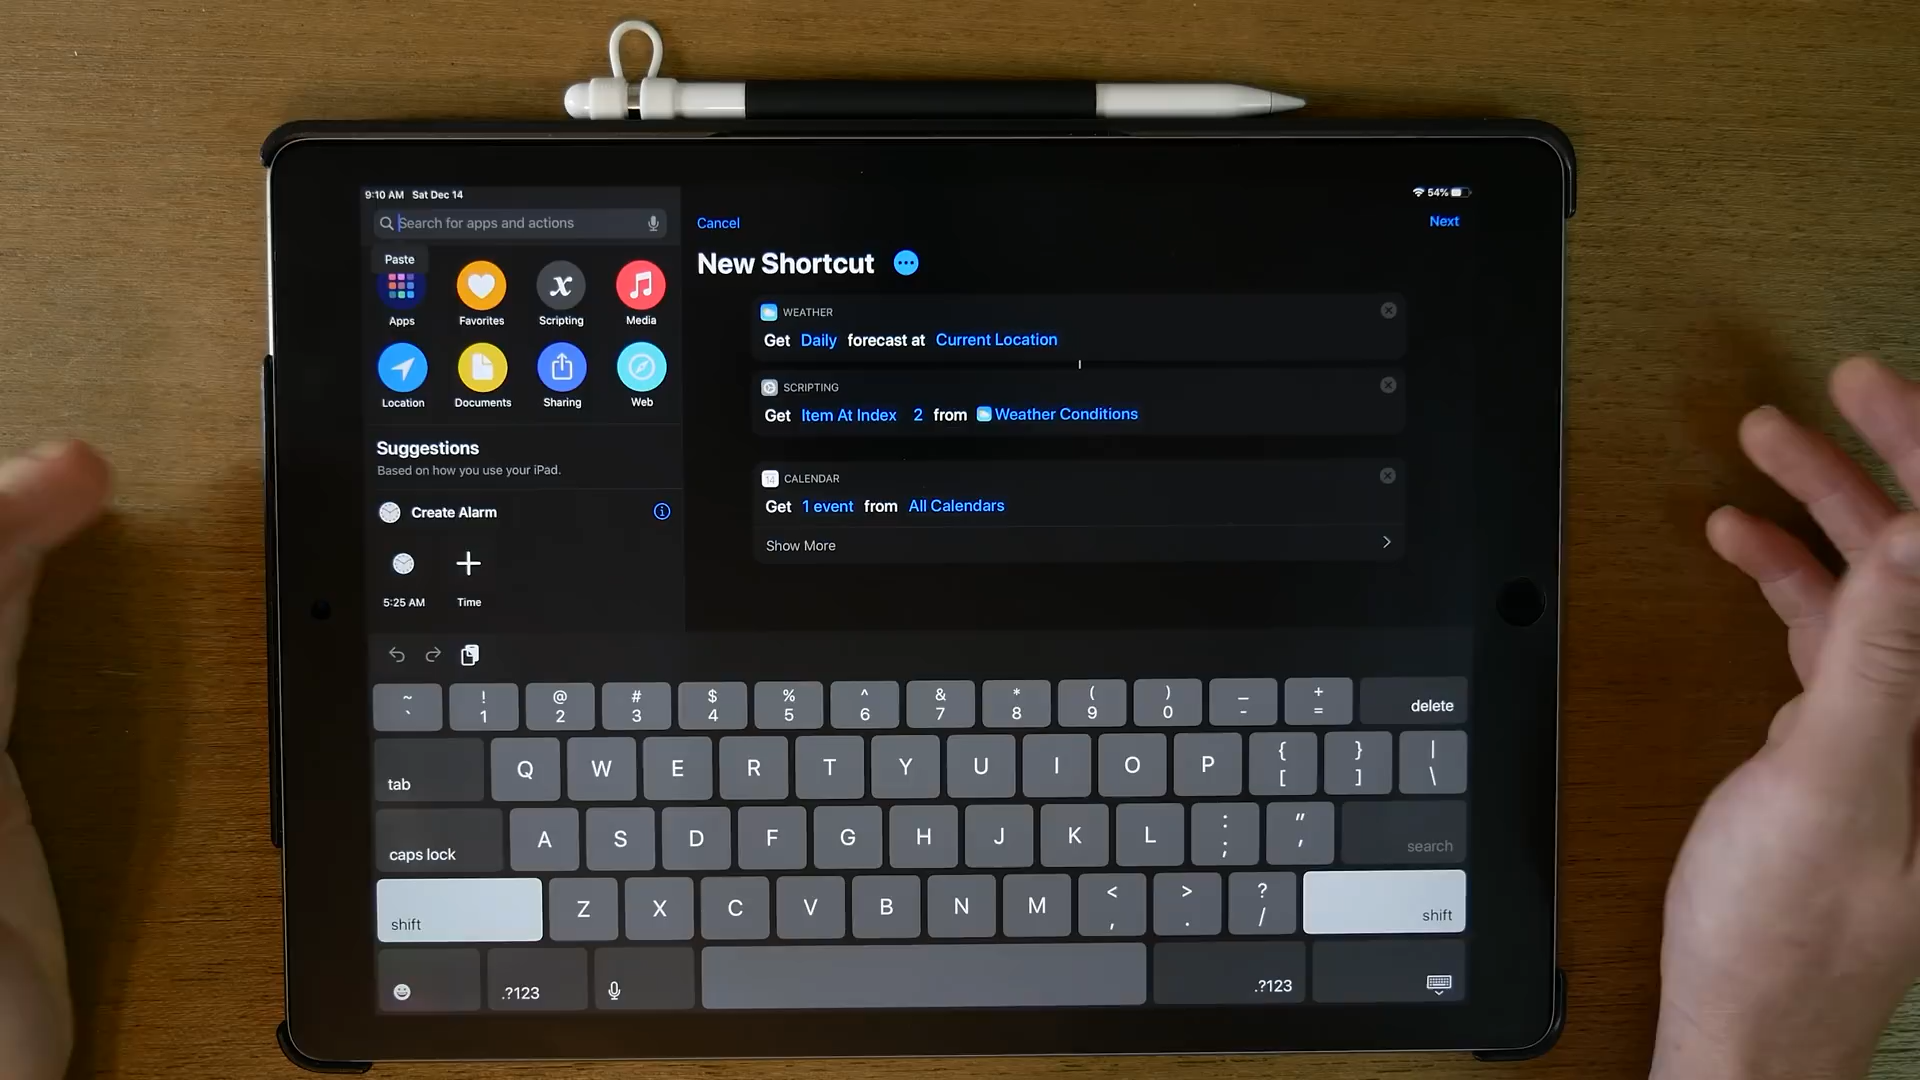 9:10 AM Sat Dec 14
54%
Search for apps and actions
Paste
Apps
Favorites
Scripting
Media
Location
Documents
Sharing
Web
Suggestions
Based on how you use your iPad.
Create Alarm
5:25 AM
Time
Cancel
Next
New Shortcut
WEATHER
Get Daily forecast at Current Location
SCRIPTING
Get Item At Index 2 from Weather Conditions
14
CALENDAR
Get 1 event from All Calendars
Show More
~ ! @ # $ % ^ & * ( ) _ +
` 1 2 3 4 5 6 7 8 9 0 - = delete
tab Q W E R T Y U I O P { [ } ] | \
caps lock A S D F G H J K L : ; " ' search
shift Z X C V B N M < , > . ? / shift
.?123 .?123